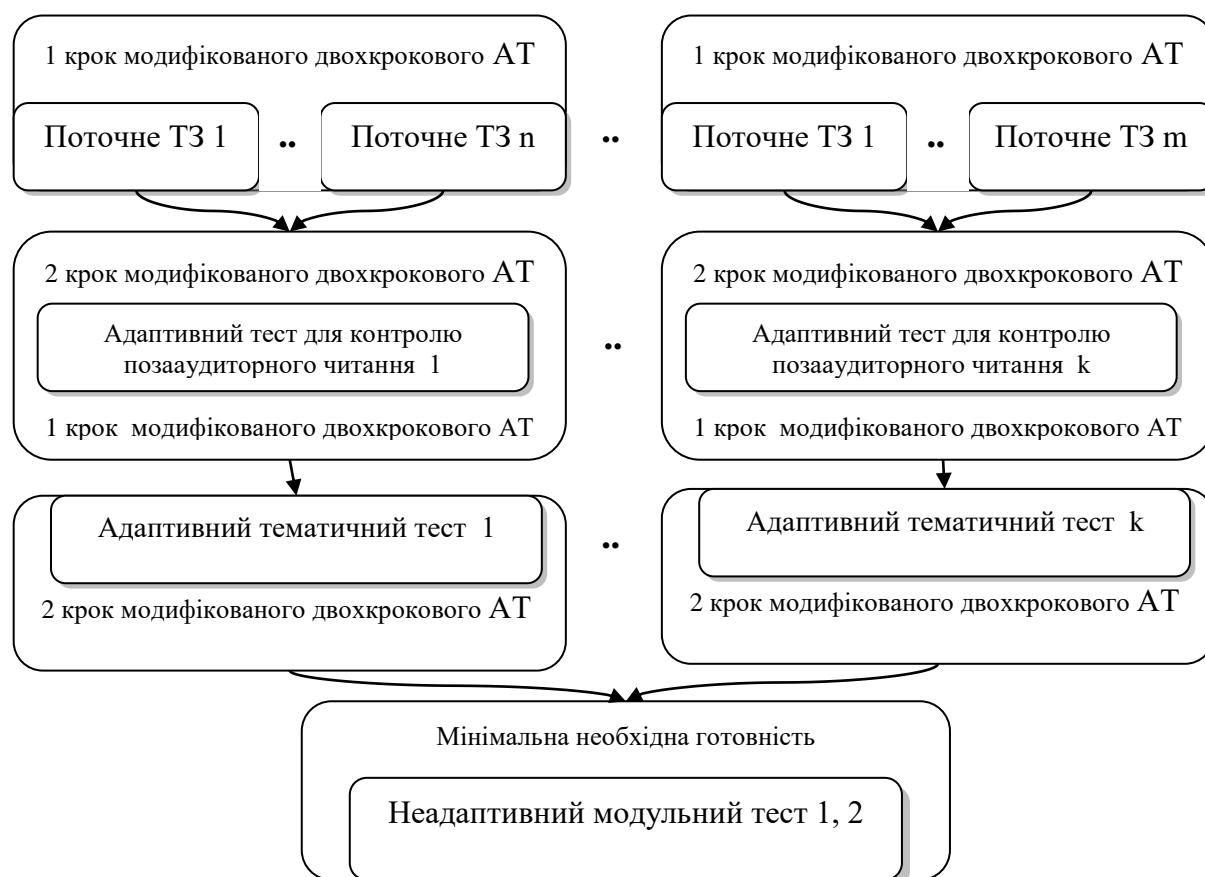 1 крок модифікованого двохкрокового АТ
1 крок модифікованого двохкрокового АТ
Поточне ТЗ 1 .. Поточне ТЗ n .. Поточне ТЗ 1 .. Поточне ТЗ m
2 крок модифікованого двохкрокового АТ
Адаптивний тест для контролю
позааудиторного читання 1
1 крок модифікованого двохкрокового АТ
..
2 крок модифікованого двохкрокового АТ
Адаптивний тест для контролю
позааудиторного читання k
1 крок модифікованого двохкрокового АТ
Адаптивний тематичний тест 1
2 крок модифікованого двохкрокового АТ
..
Адаптивний тематичний тест k
2 крок модифікованого двохкрокового АТ
Мінімальна необхідна готовність
Неадаптивний модульний тест 1, 2